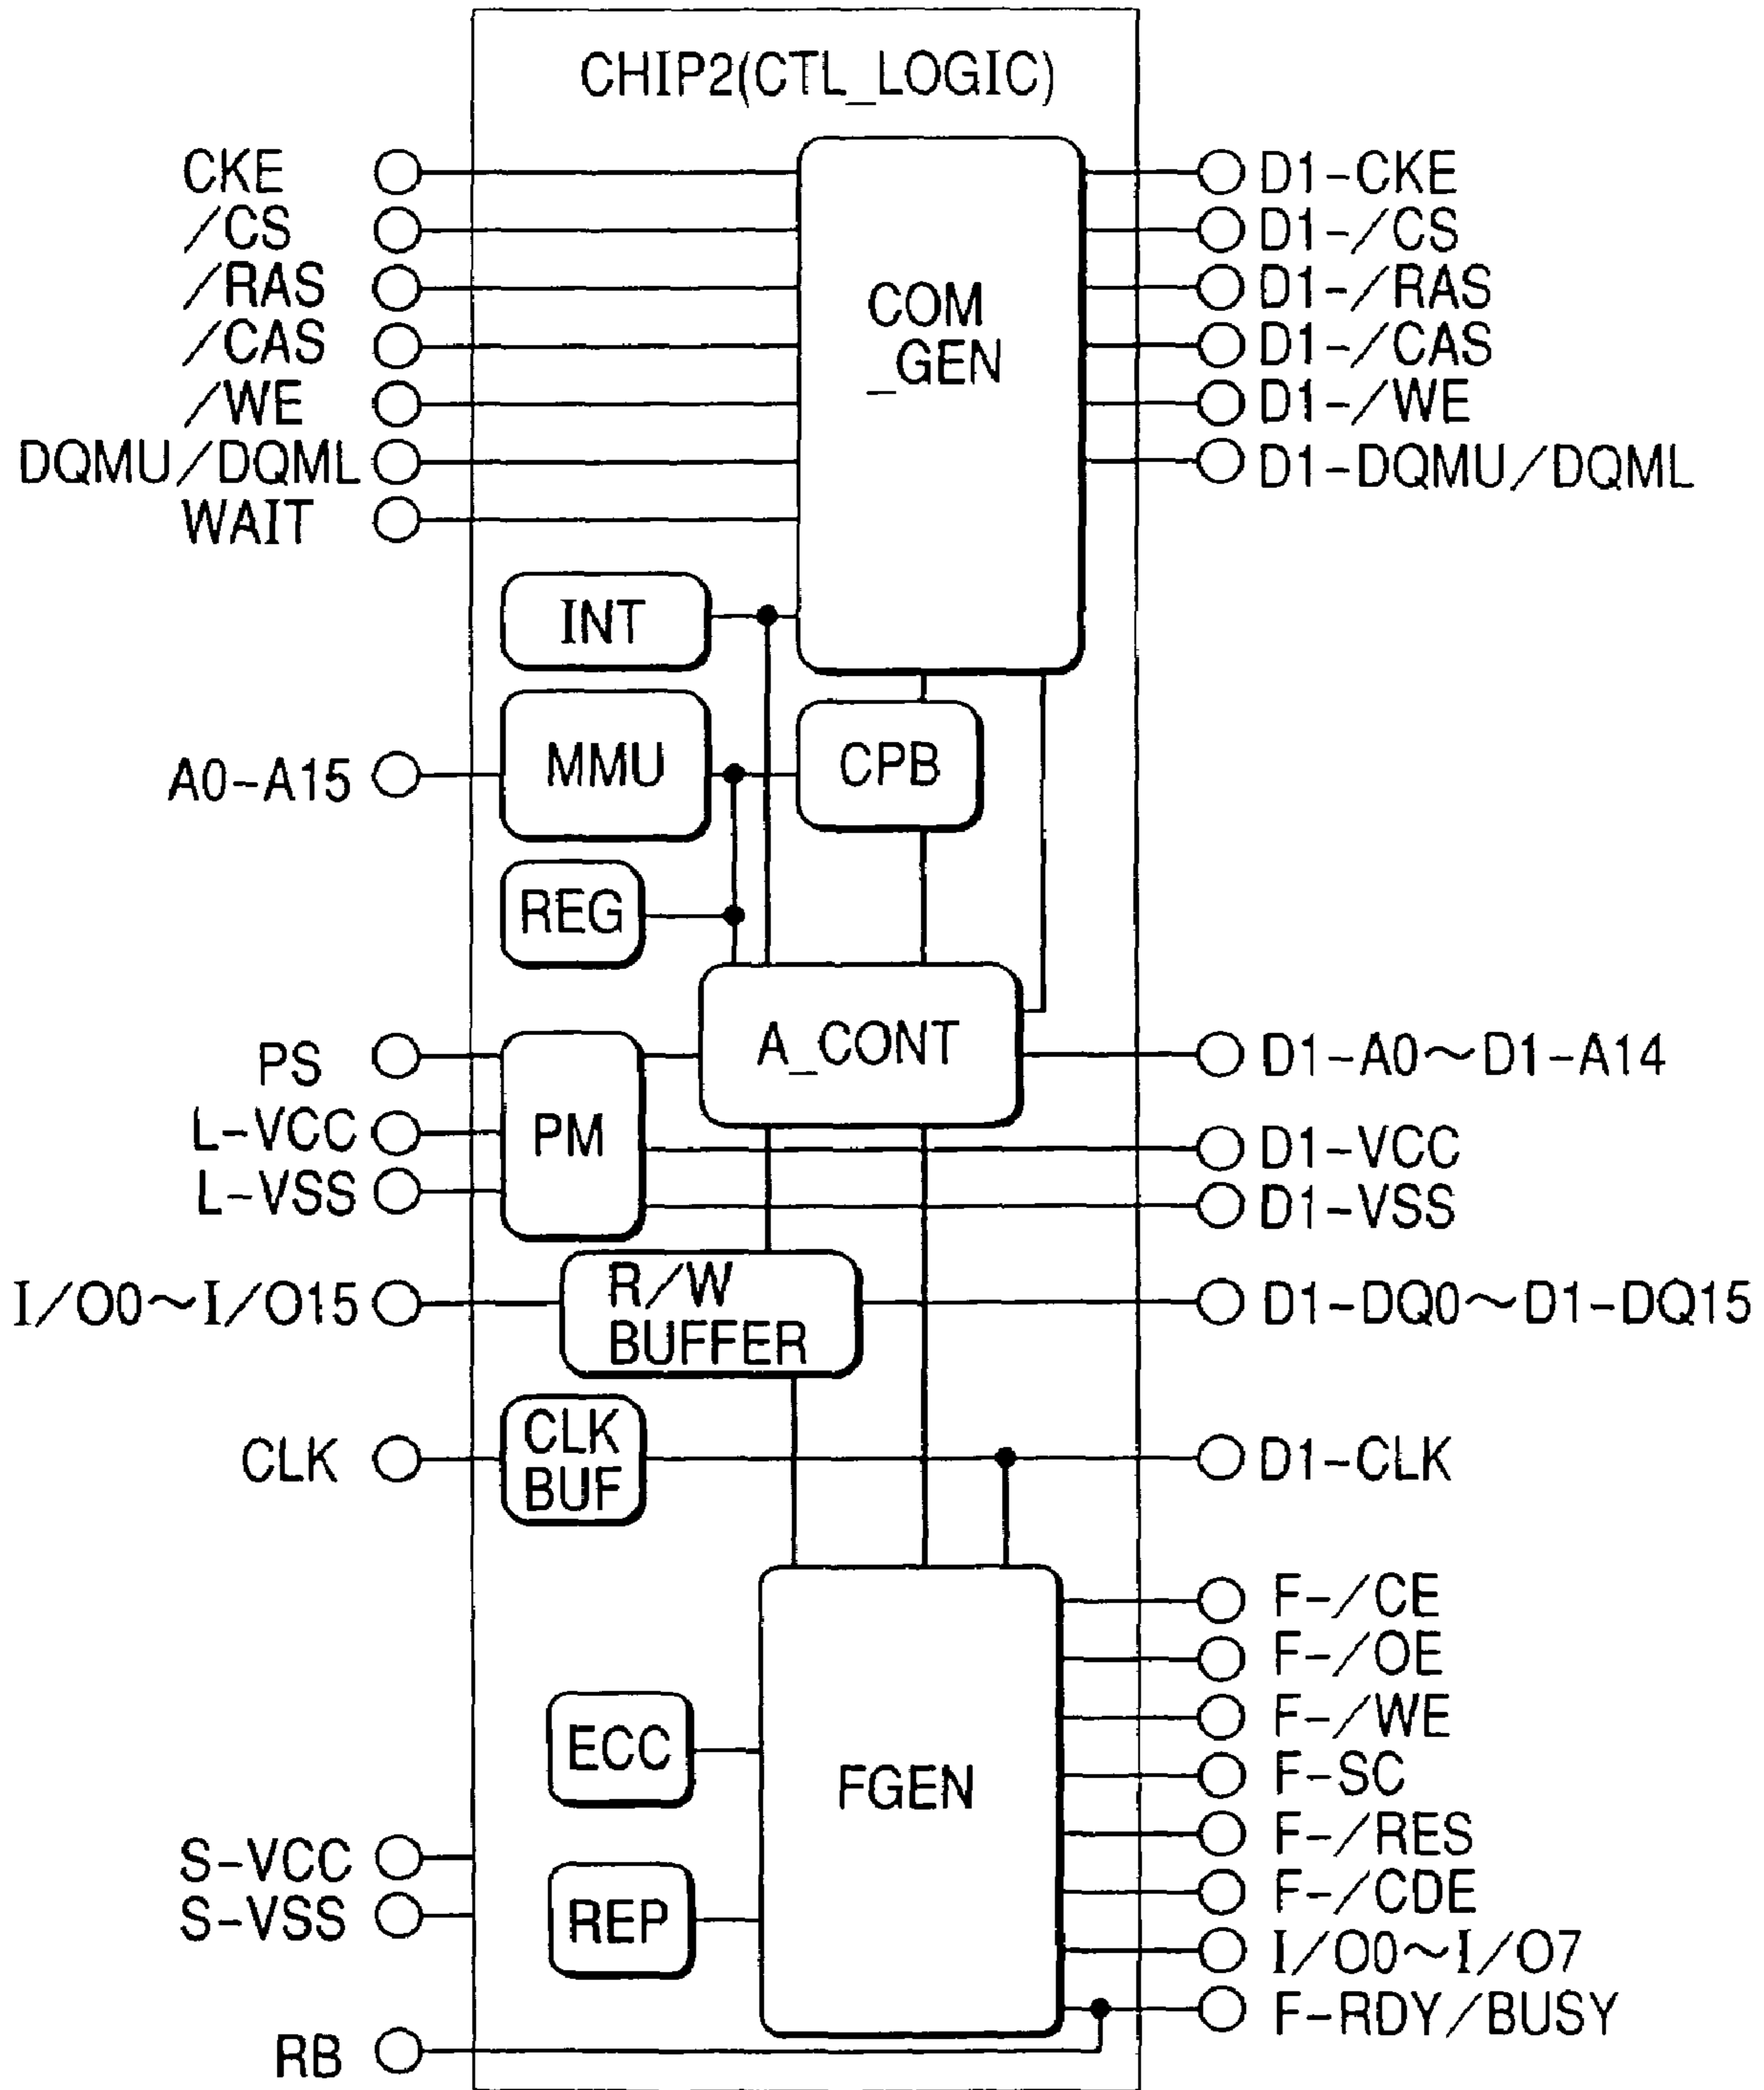 CHIP2(CTL_LOGIC)
CKE
D1-CKE
/CS
D1-/CS
/RAS
D1-/RAS
/CAS
D1-/CAS
COM
_GEN
/WE
D1-/WE
DQMU/DQML
D1-DQMU/DQML
WAIT
INT
A0-A15
MMU
CPB
REG
PS
A_CONT
D1-A0~D1-A14
L-VCC
PM
D1-VCC
L-VSS
D1-VSS
I/O0~I/O15
R/W
BUFFER
D1-DQ0~D1-DQ15
CLK
CLK
BUF
D1-CLK
F-/CE
F-/OE
F-/WE
ECC
FGEN
F-SC
F-/RES
S-VCC
F-/CDE
S-VSS
REP
I/O0~I/O7
F-RDY/BUSY
RB